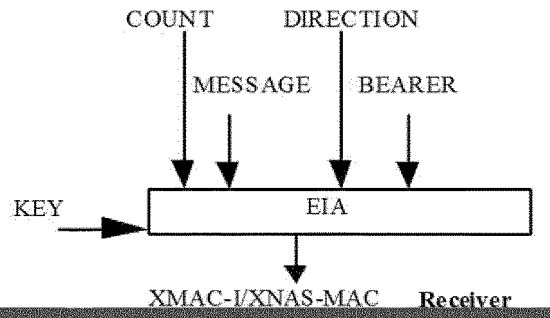 COUNT DIRECTION
MESSAGE BEARER
KEY EIA
XMAC-I/XNAS-MAC Receiver